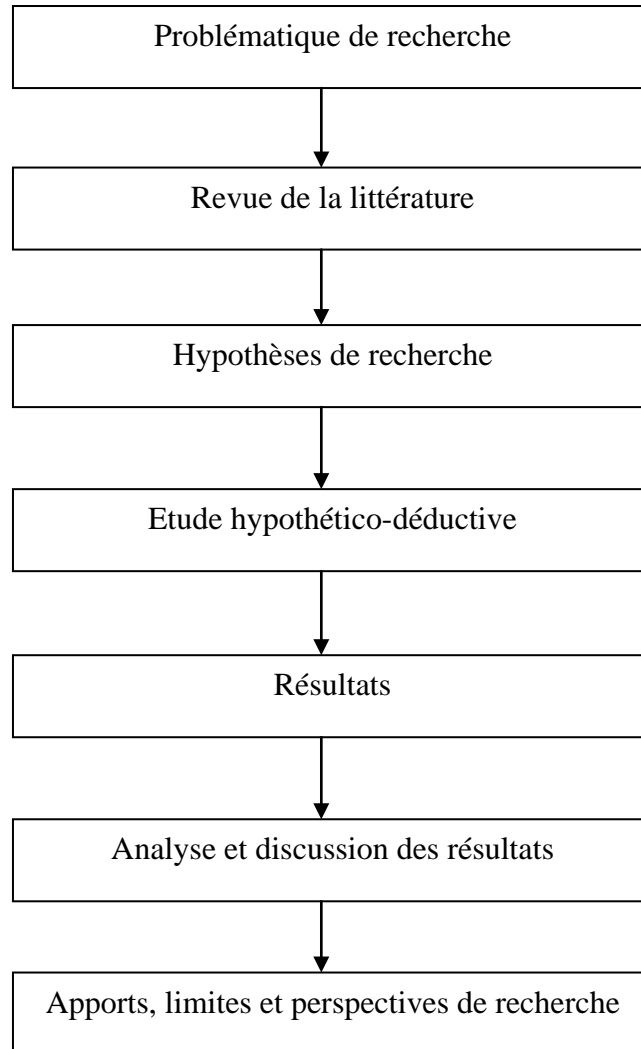 Problématique de recherche
Revue de la littérature
Hypothèses de recherche
Etude hypothético-déductive
Résultats
Analyse et discussion des résultats
Apports, limites et perspectives de recherche